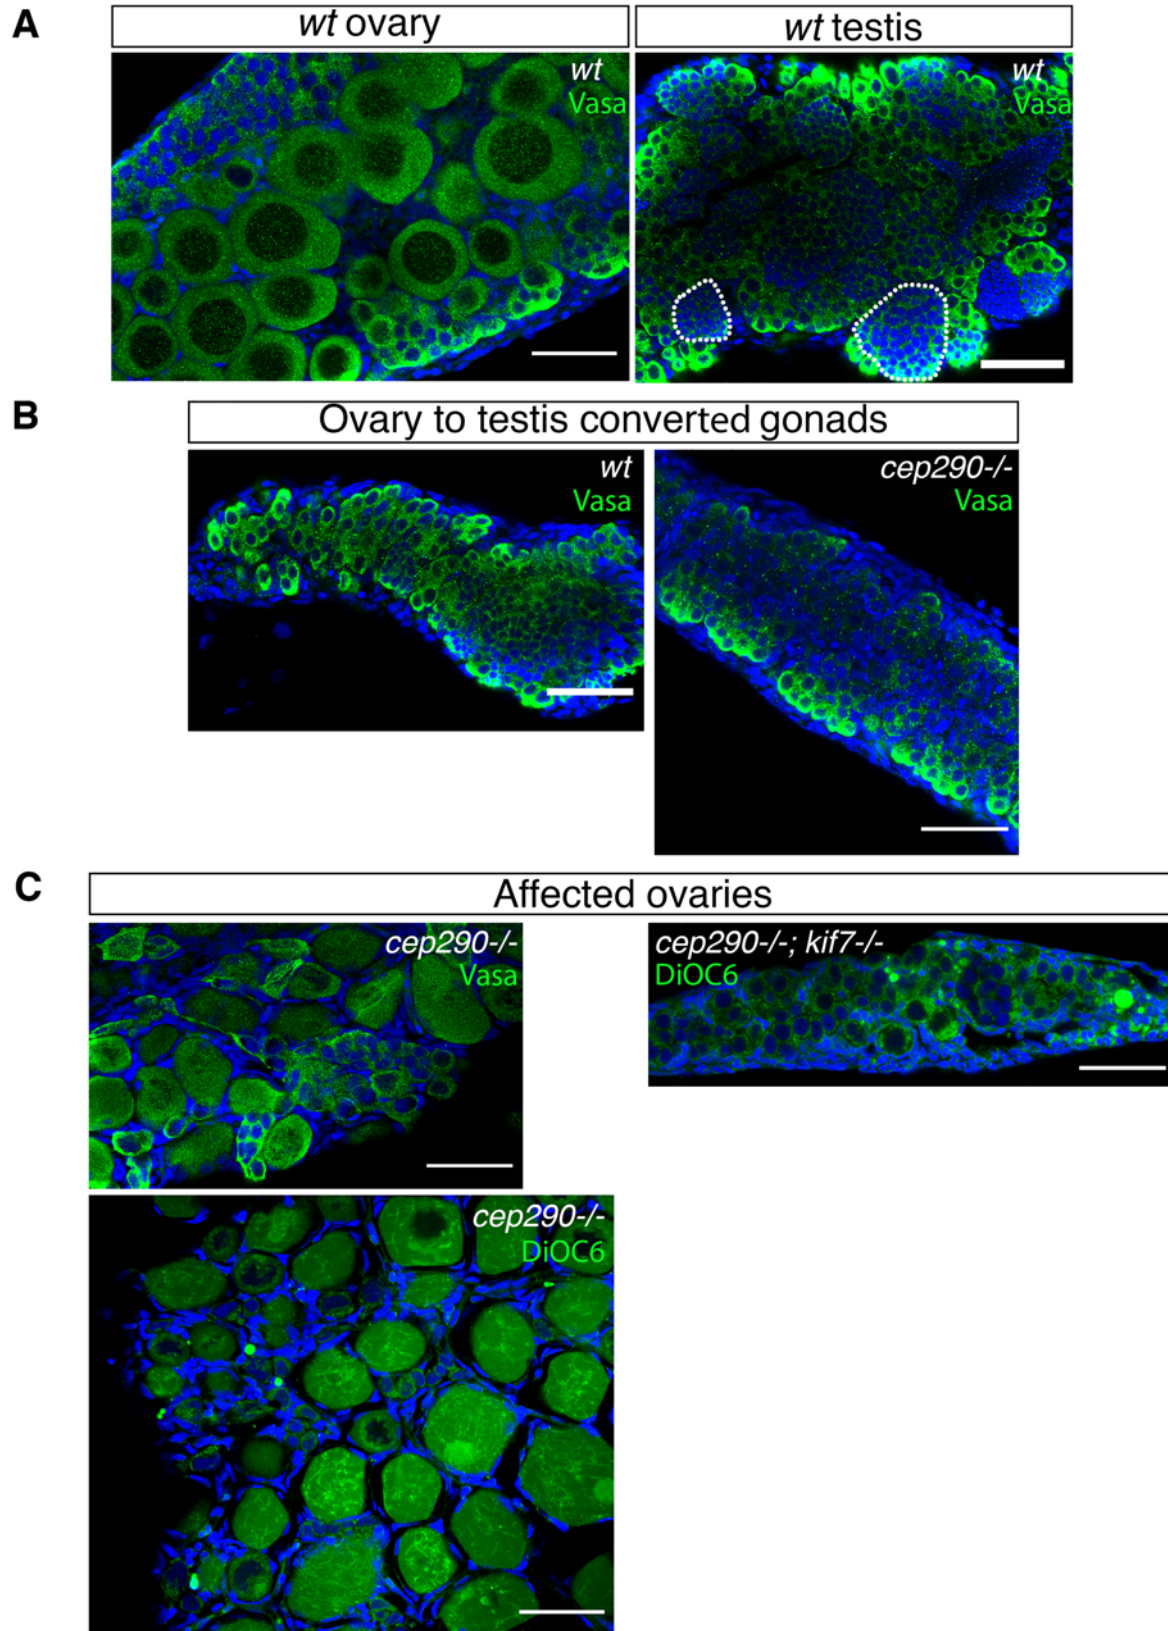 A
wt ovary
wt testis
wt
Vasa
wt
Vasa
B
Ovary to testis converted gonads
wt
Vasa
cep290-/-
Vasa
C
Affected ovaries
cep290-/-
Vasa
cep290-/-; kif7-/-
DiOC6
cep290-/-
DiOC6